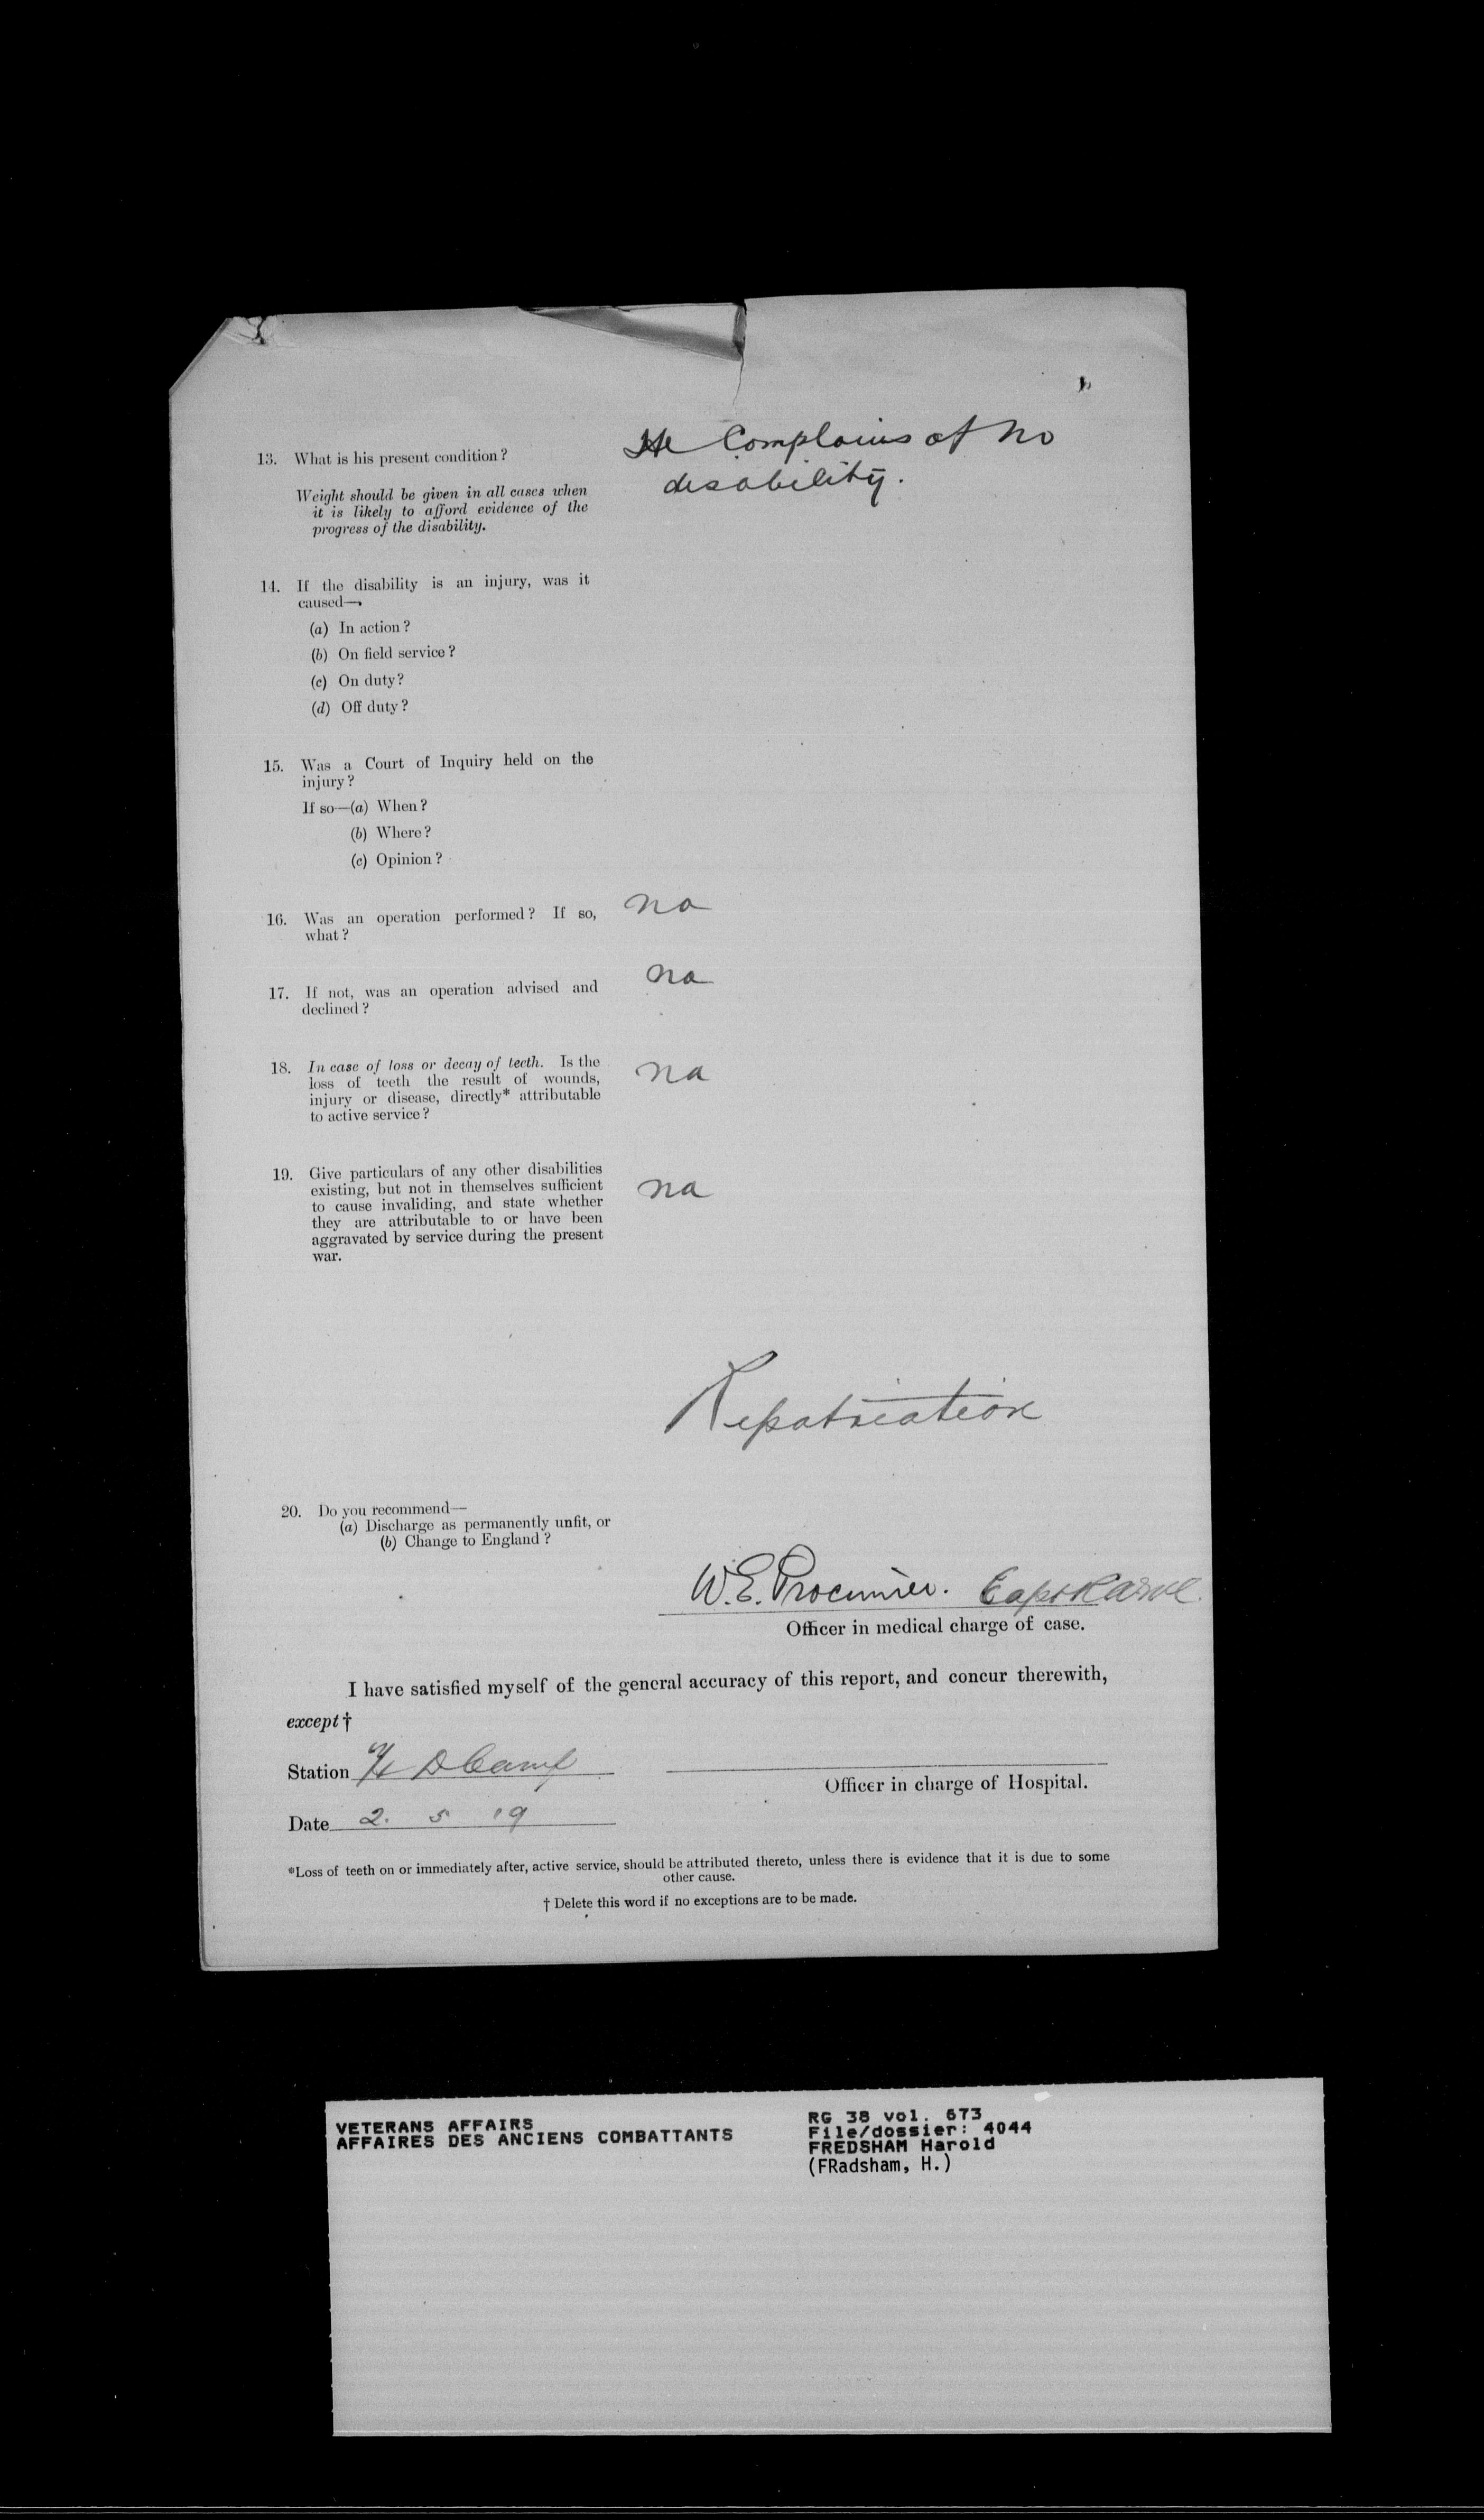 He Complains of no
disability.
13. What is his present condition?
Weight should be given in all cases when
it is likely to afford evidence of the
progress of the disability.
14. If the disability is an injury, was it
caused—
(a) In action?
(b) On field service?
(c) On duty?
(d) Off duty?
15. Was a Court of Inquiry held on the
injury?
If so—(a) When?
(b) Where?
(c) Opinion?
16. Was an operation performed? If so, no
what?
17. If not, was an operation advised and no
declined?
18. In case of loss or decay of teeth. Is the no
loss of teeth the result of wounds,
injury or disease, directly* attributable
to active service?
19. Give particulars of any other disabilities no
existing, but not in themselves sufficient
to cause invaliding, and state whether
they are attributable to or have been
aggravated by service during the present
war.
Repatriation
20. Do you recommend—
(a) Discharge as permanently unfit, or
(b) Change to England?
W.E. Procunier. Capt
Officer in medical charge of case.
I have satisfied myself of the general accuracy of this report, and concur therewith,
except †
Station D Camp
Officer in charge of Hospital.
Date 2. 5 19
*Loss of teeth on or immediately after, active service, should be attributed thereto, unless there is evidence that it is due to some
other cause.
† Delete this word if no exceptions are to be made.
VETERANS AFFAIRS
AFFAIRES DES ANCIENS COMBATTANTS
RG 38 vol. 673
File/dossier: 4044
FREDSHAM Harold
(FRadsham, H.)